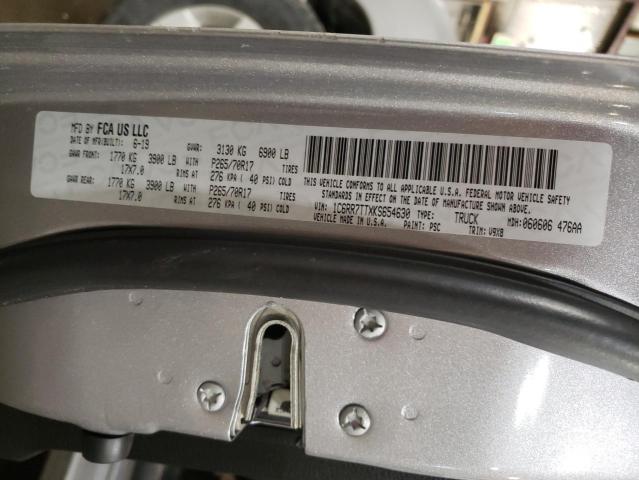 MFD BY FCA US LLC
DATE OF MFR(BUILT): 6-19 GVWR: 3130 KG 6900 LB
GAWR FRONT: 1770 KG 3900 LB WITH P265/70R17 TIRES
17X7.0 RIMS AT 276 KPA ( 40 PSI) COLD
GAWR REAR: 1770 KG 3900 LB WITH P265/70R17 TIRES
17X7.0 RIMS AT 276 KPA ( 40 PSI) COLD
THIS VEHICLE CONFORMS TO ALL APPLICABLE U.S.A. FEDERAL MOTOR VEHICLE SAFETY
STANDARDS IN EFFECT ON THE DATE OF MANUFACTURE SHOWN ABOVE.
VIN: 1C6RR7TTXKS654630 TYPE: TRUCK MDH:060606 476AA
VEHICLE MADE IN U.S.A. PAINT: PSC TRIM: V9X8